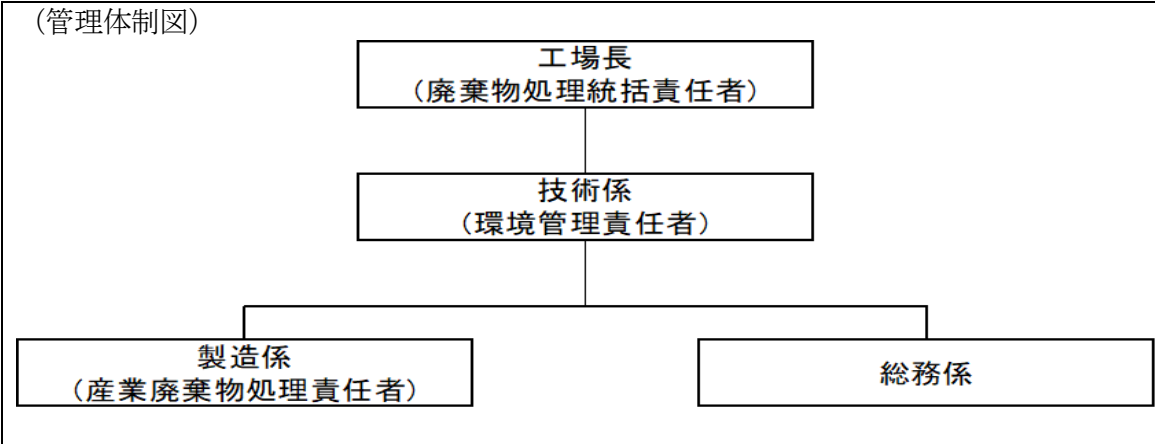 （管理体制図）
工場長
（廃棄物処理統括責任者）
技術係
（環境管理責任者）
製造係
（産業廃棄物処理責任者）
総務係